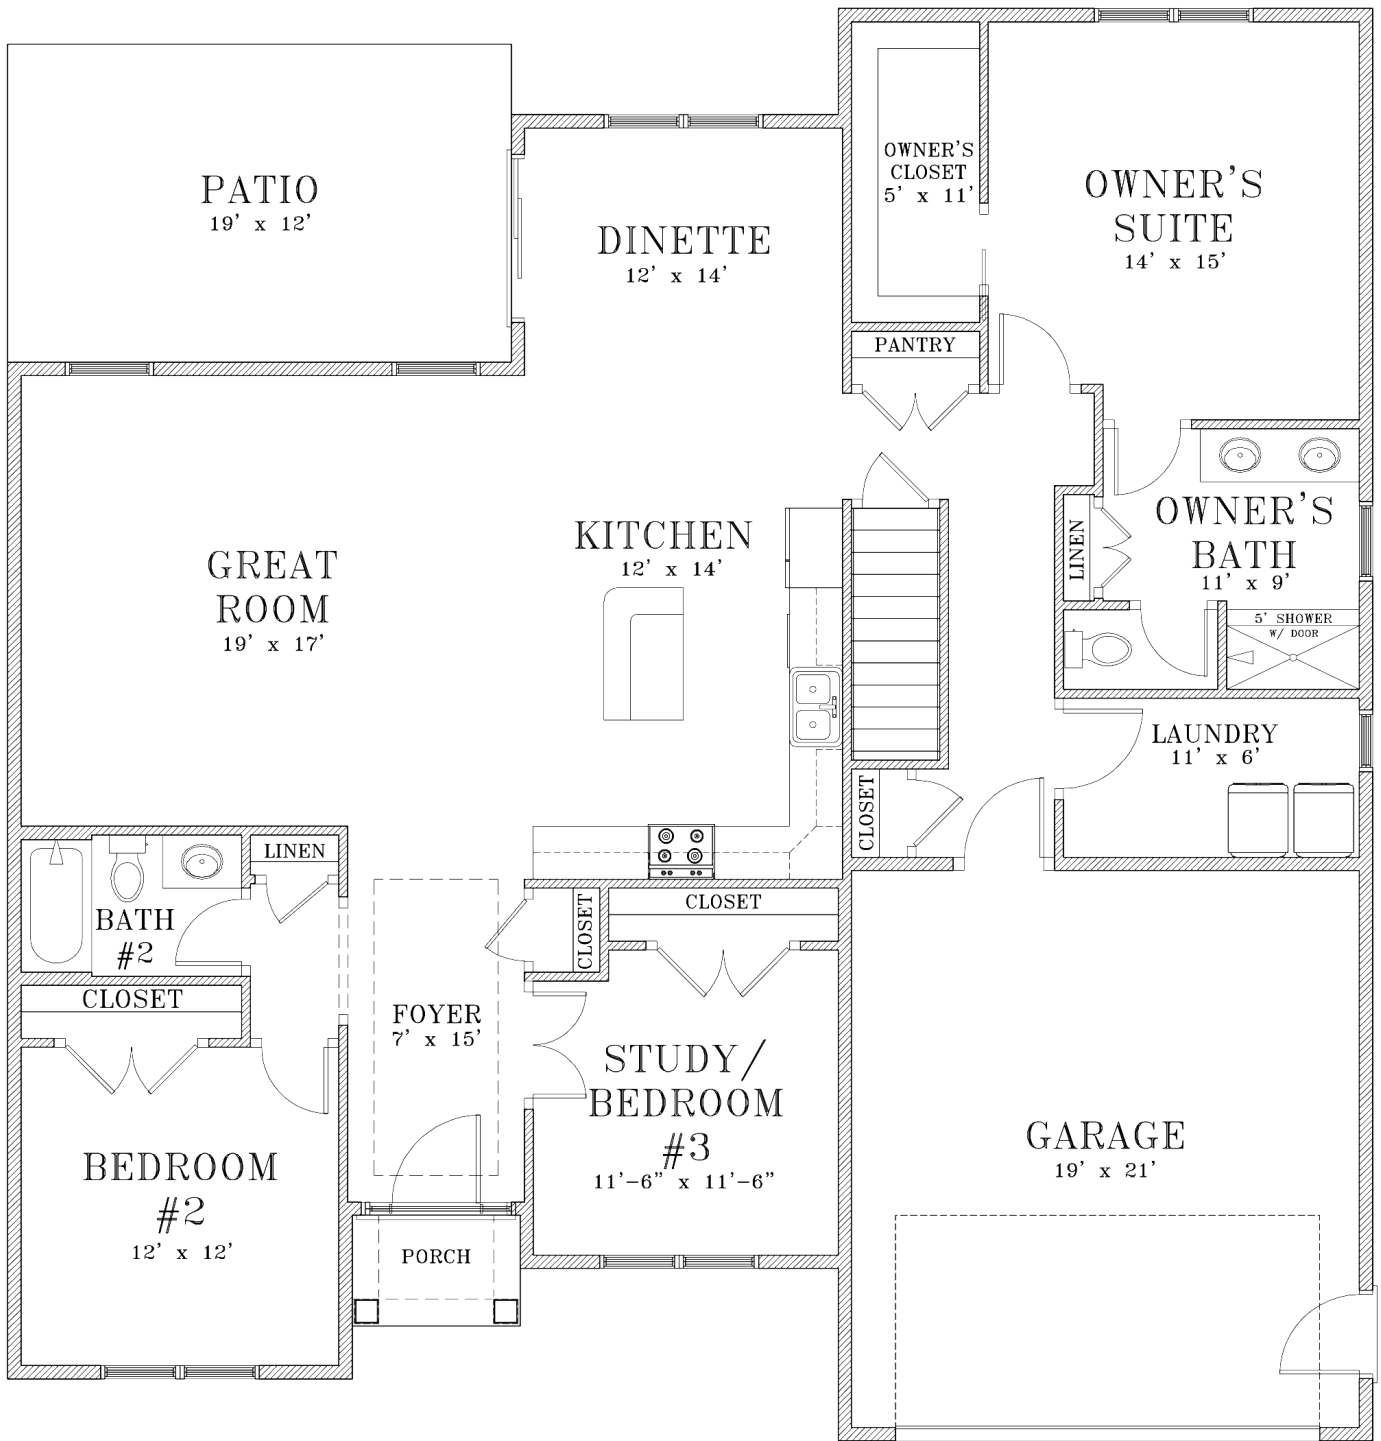 PATIO
19' x 12'
DINETTE
12' x 14'
OWNER'S
CLOSET
5' x 11'
OWNER'S
SUITE
14' x 15'
PANTRY
GREAT
ROOM
19' x 17'
KITCHEN
12' x 14'
LINEN
OWNER'S
BATH
11' x 9'
5' SHOWER
W/ DOOR
LAUNDRY
11' x 6'
CLOSET
LINEN
BATH
#2
CLOSET
CLOSET
CLOSET
FOYER
7' x 15'
STUDY/
BEDROOM
#3
11'-6" x 11'-6"
BEDROOM
#2
12' x 12'
PORCH
GARAGE
19' x 21'